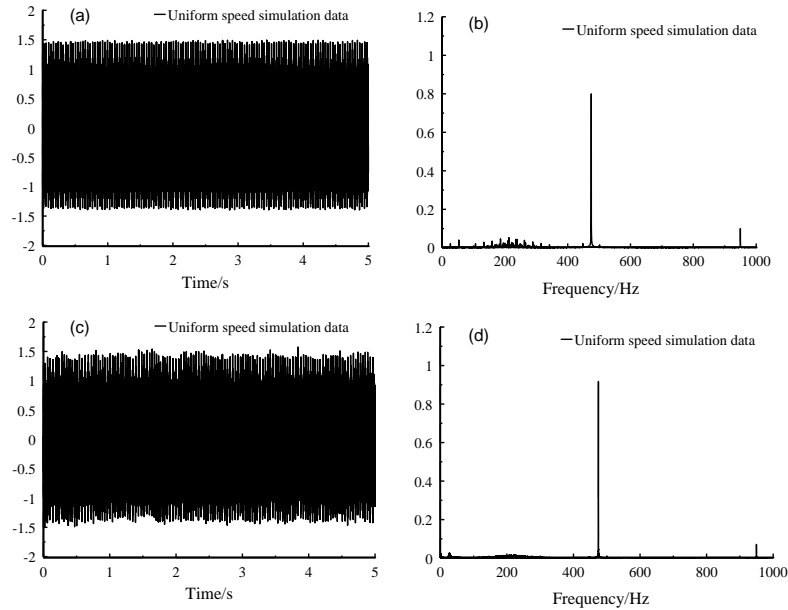 (a)
Uniform speed simulation data
2
1.5
1
0.5
0
-0.5
-1
-1.5
-2
0 1 2 3 4 5
Time/s
(b)
Uniform speed simulation data
1.2
1
0.8
0.6
0.4
0.2
0
0 200 400 600 800 1000
Frequency/Hz
(c)
Uniform speed simulation data
2
1.5
1
0.5
0
-0.5
-1
-1.5
-2
0 1 2 3 4 5
Time/s
(d)
Uniform speed simulation data
1.2
1
0.8
0.6
0.4
0.2
0
0 200 400 600 800 1000
Frequency/Hz